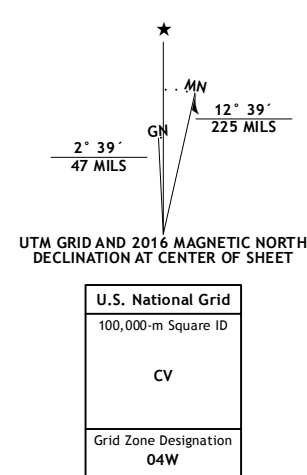 ★
MN
GN
12° 39´
225 MILS
2° 39´
47 MILS
UTM GRID AND 2016 MAGNETIC NORTH
DECLINATION AT CENTER OF SHEET
U.S. National Grid
100,000-m Square ID
CV
Grid Zone Designation
04W